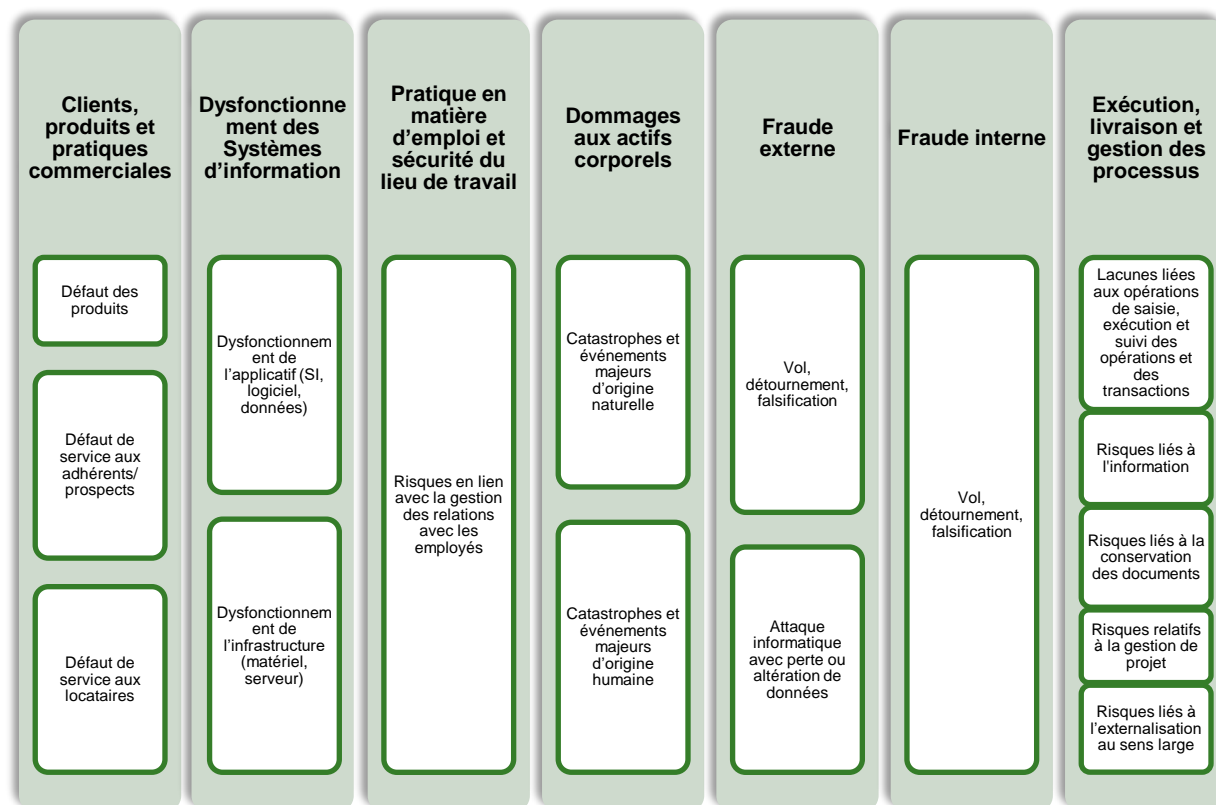 Clients,
produits et
pratiques
commerciales
Défaut des
produits
Défaut de
service aux
adhérents/
prospects
Défaut de
service aux
locataires
Dysfonctionne
ment des
Systèmes
d’information
Dysfonctionnem
ent de
l’applicatif (SI,
logiciel,
données)
Dysfonctionnem
ent de
l’infrastructure
(matériel,
serveur)
Pratique en
matière
d’emploi et
sécurité du
lieu de travail
Risques en lien
avec la gestion
des relations
avec les
employés
Dommages
aux actifs
corporels
Catastrophes et
événements
majeurs
d’origine
naturelle
Catastrophes et
événements
majeurs
d’origine
humaine
Fraude
externe
Vol,
détournement,
falsification
Attaque
informatique
avec perte ou
altération de
données
Fraude interne
Vol,
détournement,
falsification
Exécution,
livraison et
gestion des
processus
Lacunes liées
aux opérations
de saisie,
exécution et
suivi des
opérations et
des
transactions
Risques liés à
l'information
Risques liés à la
conservation
des documents
Risques relatifs
à la gestion de
projet
Risques liés à
l’externalisation
au sens large